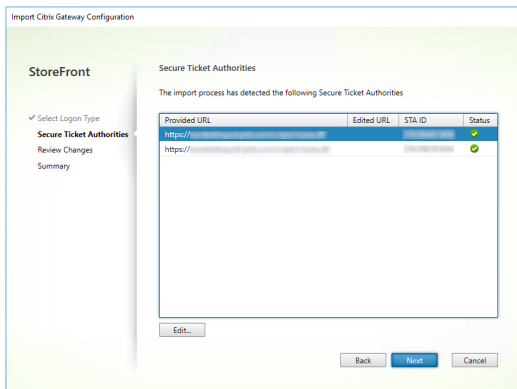 Import Citrix Gateway Configuration
StoreFront
✔ Select Logon Type
Secure Ticket Authorities
Review Changes
Summary
Secure Ticket Authorities
The import process has detected the following Secure Ticket Authorities
Provided URL Edited URL STA ID Status
https://
https://
Edit...
Back Next Cancel